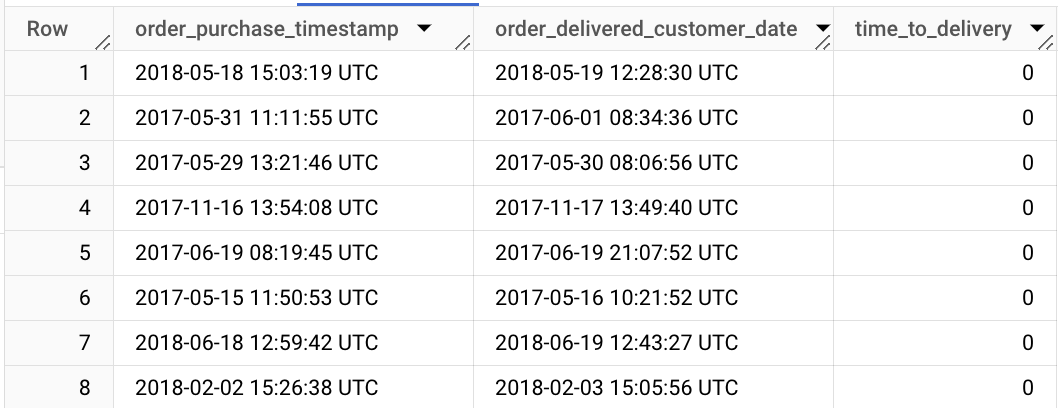 Row order_purchase_timestamp order_delivered_customer_date time_to_delivery
1 2018-05-18 15:03:19 UTC 2018-05-19 12:28:30 UTC 0
2 2017-05-31 11:11:55 UTC 2017-06-01 08:34:36 UTC 0
3 2017-05-29 13:21:46 UTC 2017-05-30 08:06:56 UTC 0
4 2017-11-16 13:54:08 UTC 2017-11-17 13:49:40 UTC 0
5 2017-06-19 08:19:45 UTC 2017-06-19 21:07:52 UTC 0
6 2017-05-15 11:50:53 UTC 2017-05-16 10:21:52 UTC 0
7 2018-06-18 12:59:42 UTC 2018-06-19 12:43:27 UTC 0
8 2018-02-02 15:26:38 UTC 2018-02-03 15:05:56 UTC 0